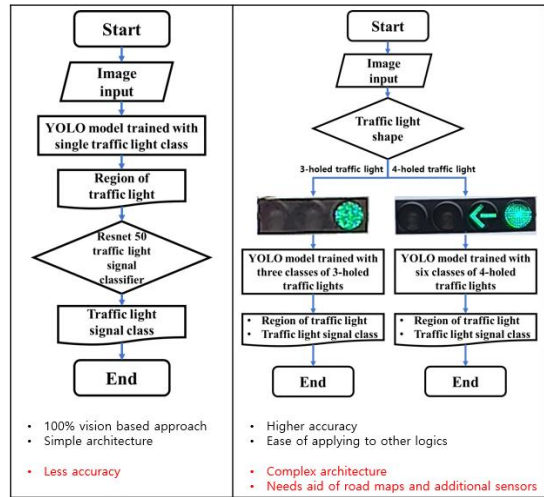 Start
Image
input
YOLO model trained with
single traffic light class
Region of
traffic light
Resnet 50
traffic light
signal
classifier
Traffic light
signal class
End
• 100% vision based approach
• Simple architecture
• Less accuracy
Start
Image
input
Traffic light
shape
3-holed traffic light
4-holed traffic light
YOLO model trained with
three classes of 3-holed
traffic lights
• Region of traffic light
• Traffic light signal class
End
YOLO model trained with
six classes of 4-holed
traffic lights
• Region of traffic light
• Traffic light signal class
End
• Higher accuracy
• Ease of applying to other logics
• Complex architecture
• Needs aid of road maps and additional sensors